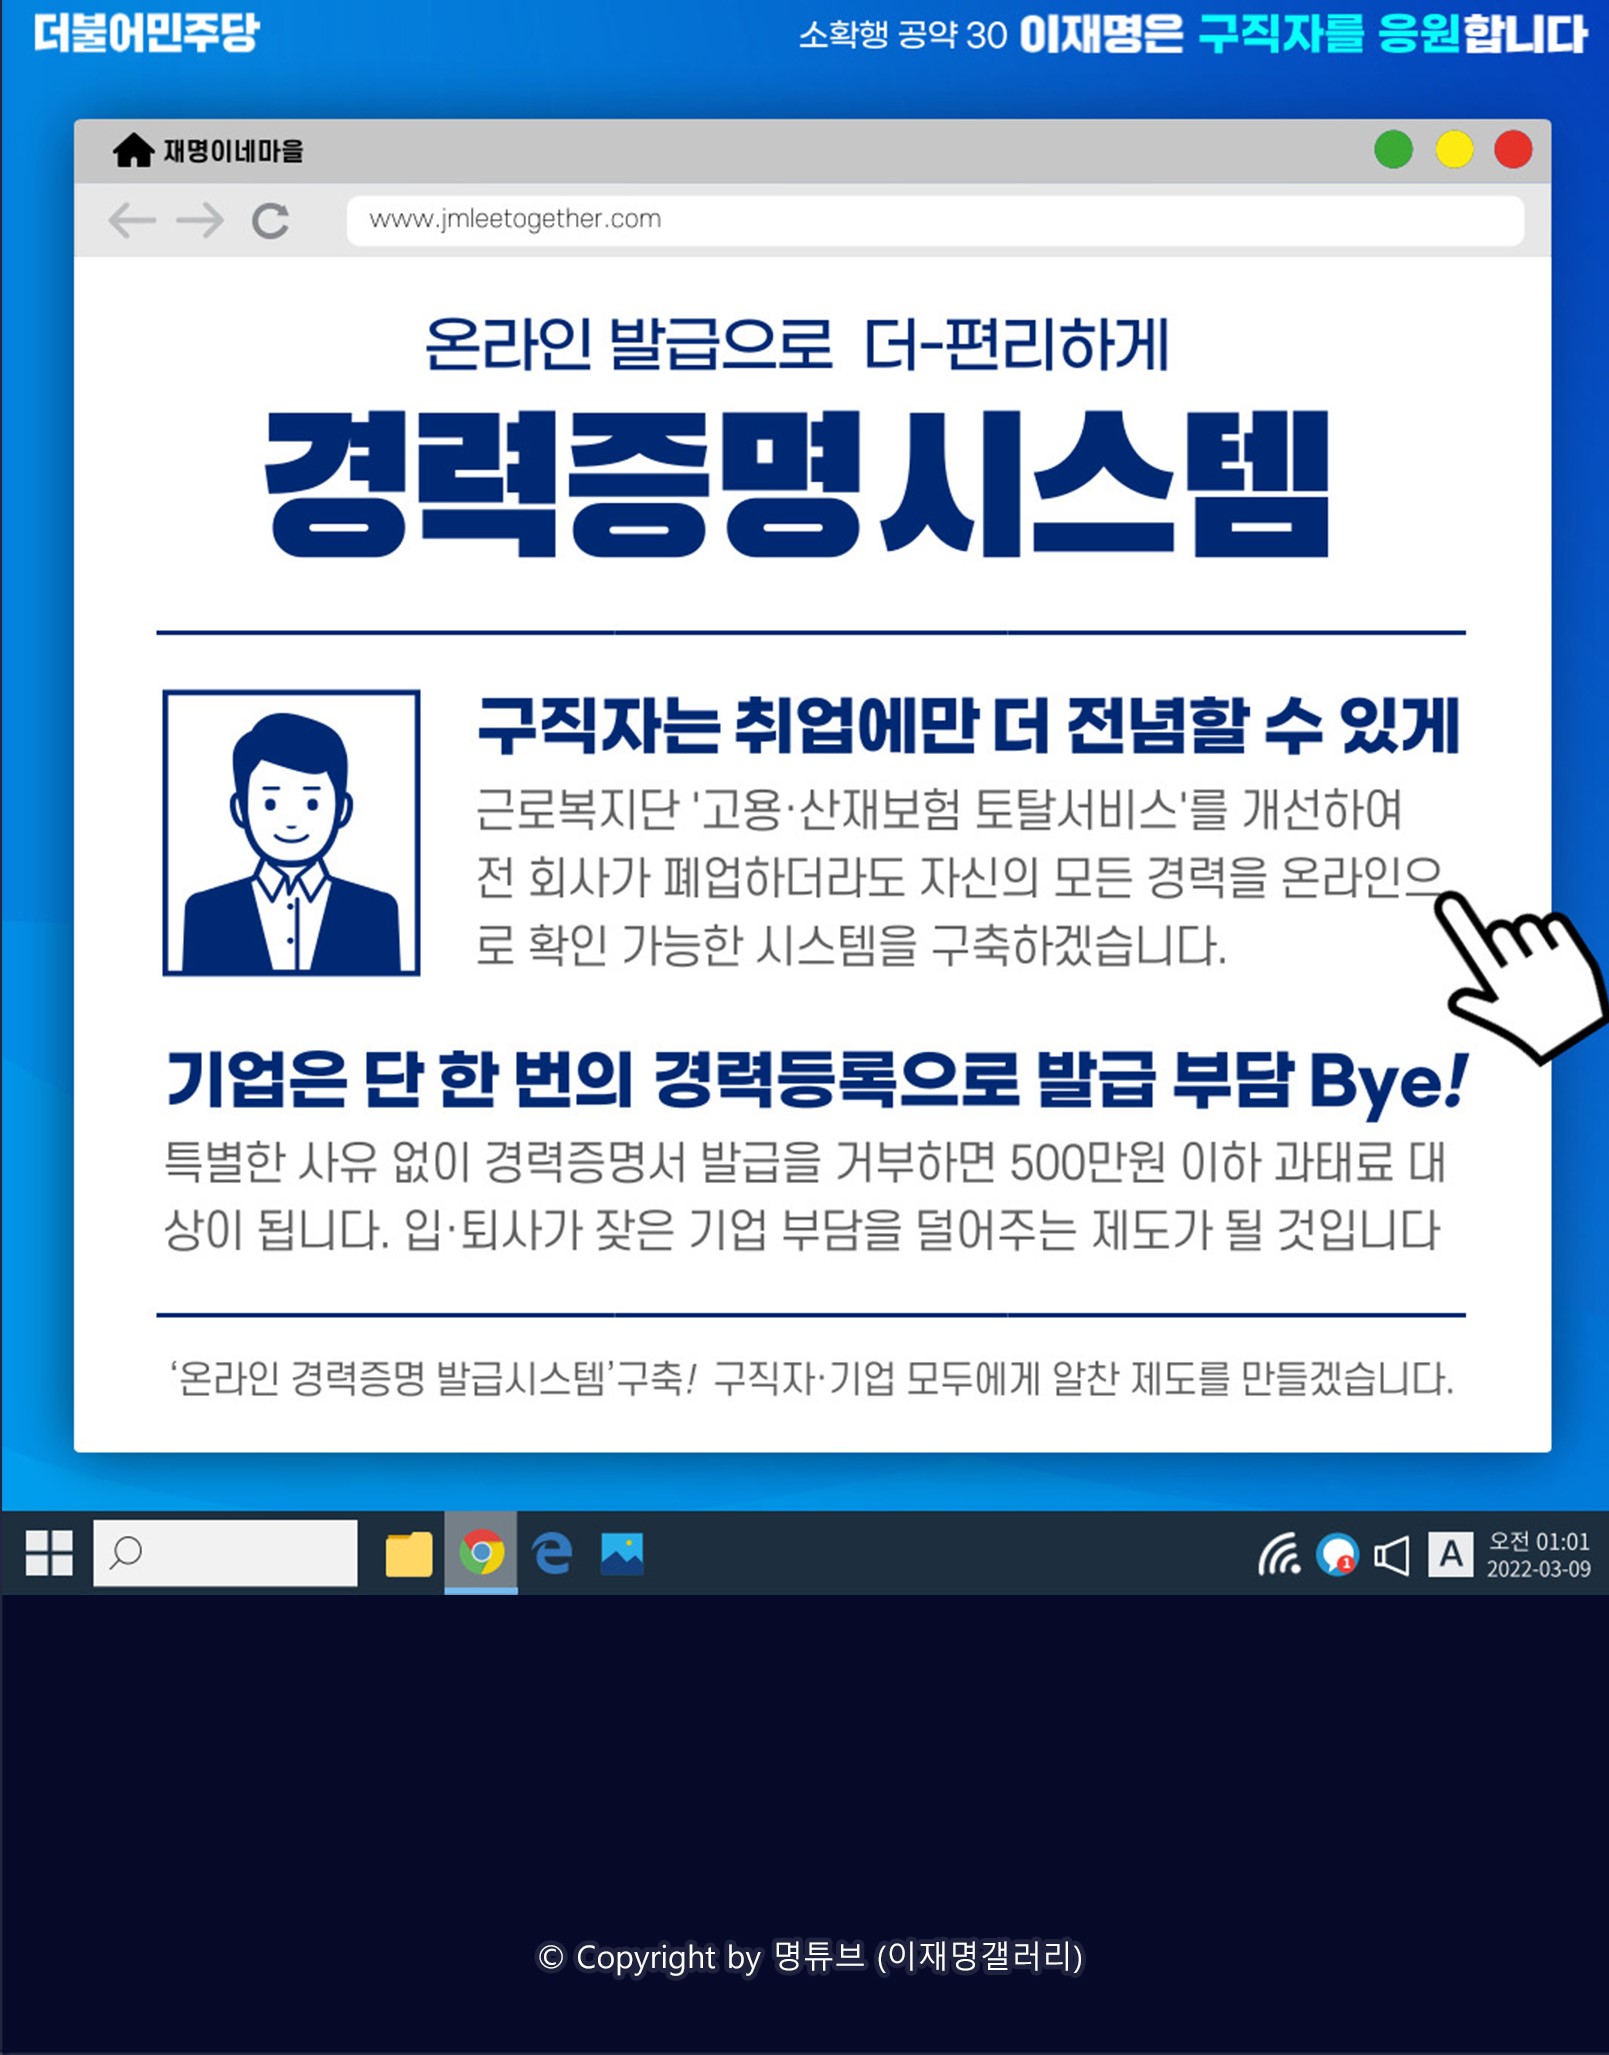 더불어민주당
소확행 공약 30 이재명은 구직자를 응원합니다
재명이네마을
www.jmleetogether.com
온라인 발급으로 더-편리하게
경력증명시스템
구직자는 취업에만 더 전념할 수 있게
근로복지단 '고용·산재보험 토탈서비스'를 개선하여
전 회사가 폐업하더라도 자신의 모든 경력을 온라인으
로 확인 가능한 시스템을 구축하겠습니다.
기업은 단 한 번의 경력등록으로 발급 부담 Bye!
특별한 사유 없이 경력증명서 발급을 거부하면 500만원 이하 과태료 대
상이 됩니다. 입·퇴사가 잦은 기업 부담을 덜어주는 제도가 될 것입니다
‘온라인 경력증명 발급시스템’구축! 구직자·기업 모두에게 알찬 제도를 만들겠습니다.
1
A
오전 01:01
2022-03-09
© Copyright by 명튜브 (이재명갤러리)